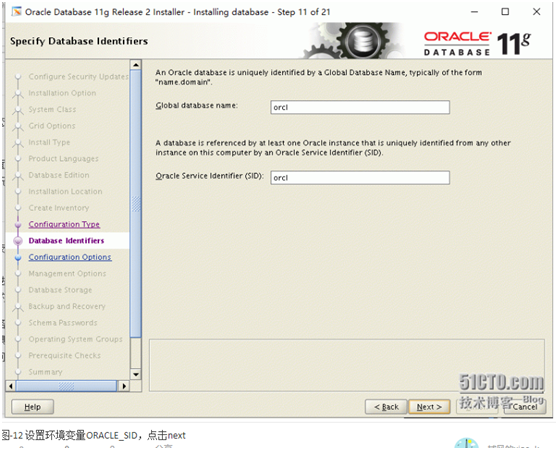 Oracle Database 11g Release 2 Installer - Installing database - Step 11 of 21
Specify Database Identifiers
ORACLE
DATABASE 11g
Configure Security Updates
Installation Option
System Class
Grid Options
Install Type
Product Languages
Database Edition
Installation Location
Create Inventory
Configuration Type
Database Identifiers
Configuration Options
Management Options
Database Storage
Backup and Recovery
Schema Passwords
Operating System Groups
Prerequisite Checks
Summary
An Oracle database is uniquely identified by a Global Database Name, typically of the form
"name.domain".
Global database name:
orcl
A database is referenced by at least one Oracle instance that is uniquely identified from any other
instance on this computer by an Oracle Service Identifier (SID).
Oracle Service Identifier (SID):
orcl
Help
< Back
Next >
Cancel
51CTO.com
技术博客 Blog
图-12 设置环境变量ORACLE_SID，点击next